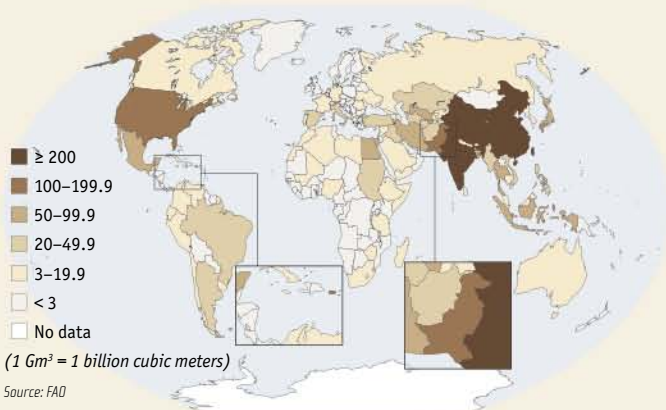 ≥ 200
100–199.9
50–99.9
20–49.9
3–19.9
< 3
No data
(1 Gm³ = 1 billion cubic meters)
Source: FAO